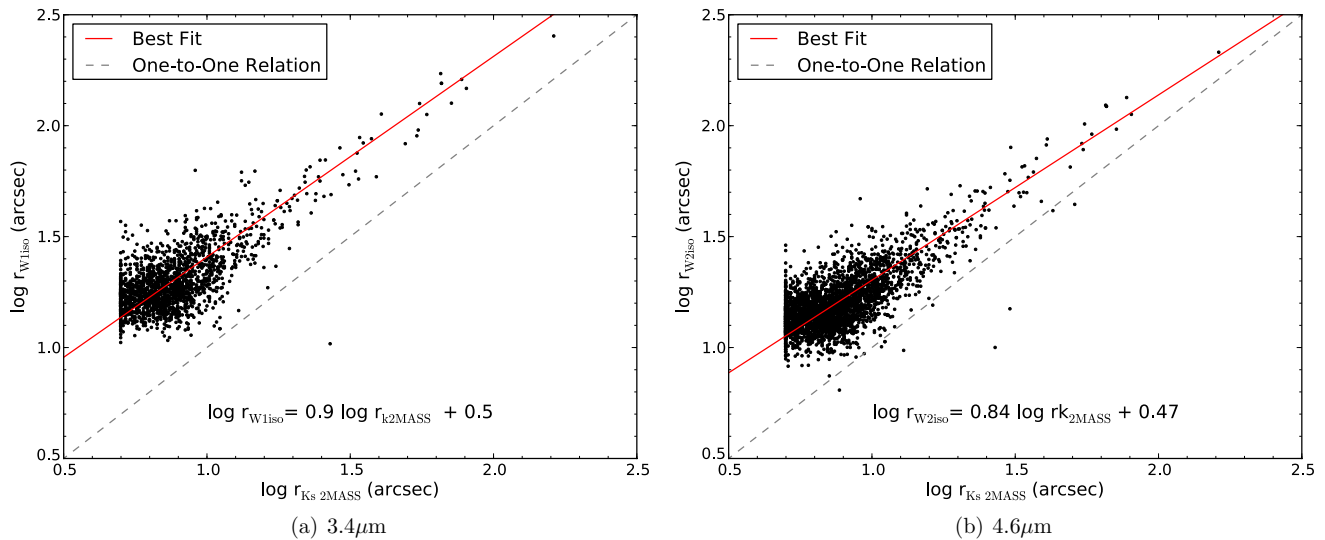 2.5
2.0
1.5
1.0
0.5
0.5 1.0 1.5 2.0 2.5
log r_W1iso (arcsec)
log r_Ks 2MASS (arcsec)
Best Fit
One-to-One Relation
log r_W1iso= 0.9 log r_k2MASS + 0.5
(a) 3.4μm
2.5
2.0
1.5
1.0
0.5
0.5 1.0 1.5 2.0 2.5
log r_W2iso (arcsec)
log r_Ks 2MASS (arcsec)
Best Fit
One-to-One Relation
log r_W2iso= 0.84 log rk_2MASS + 0.47
(b) 4.6μm